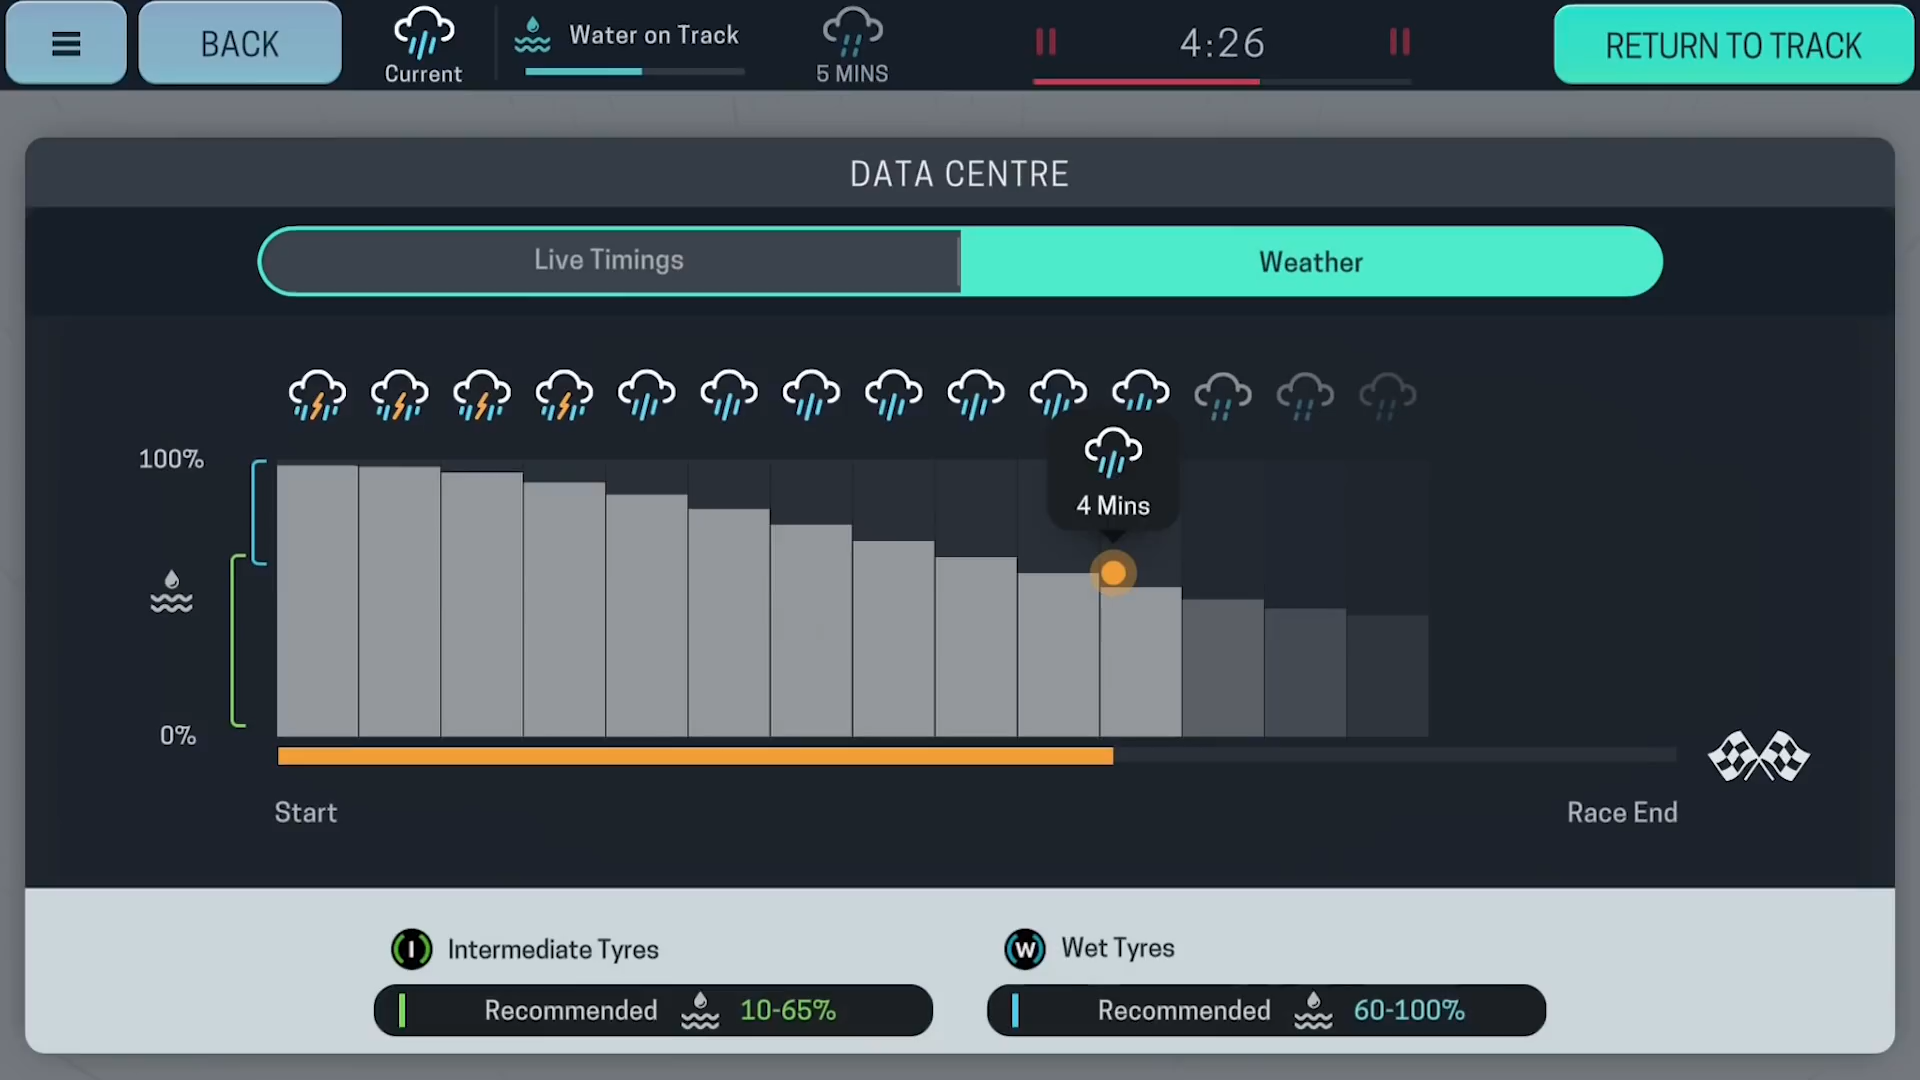 BACK
Current
Water on Track
5 MINS
4:26
RETURN TO TRACK
DATA CENTRE
Live Timings
Weather
100%
4 Mins
0%
Start
Race End
I Intermediate Tyres
W Wet Tyres
Recommended 10-65%
Recommended 60-100%